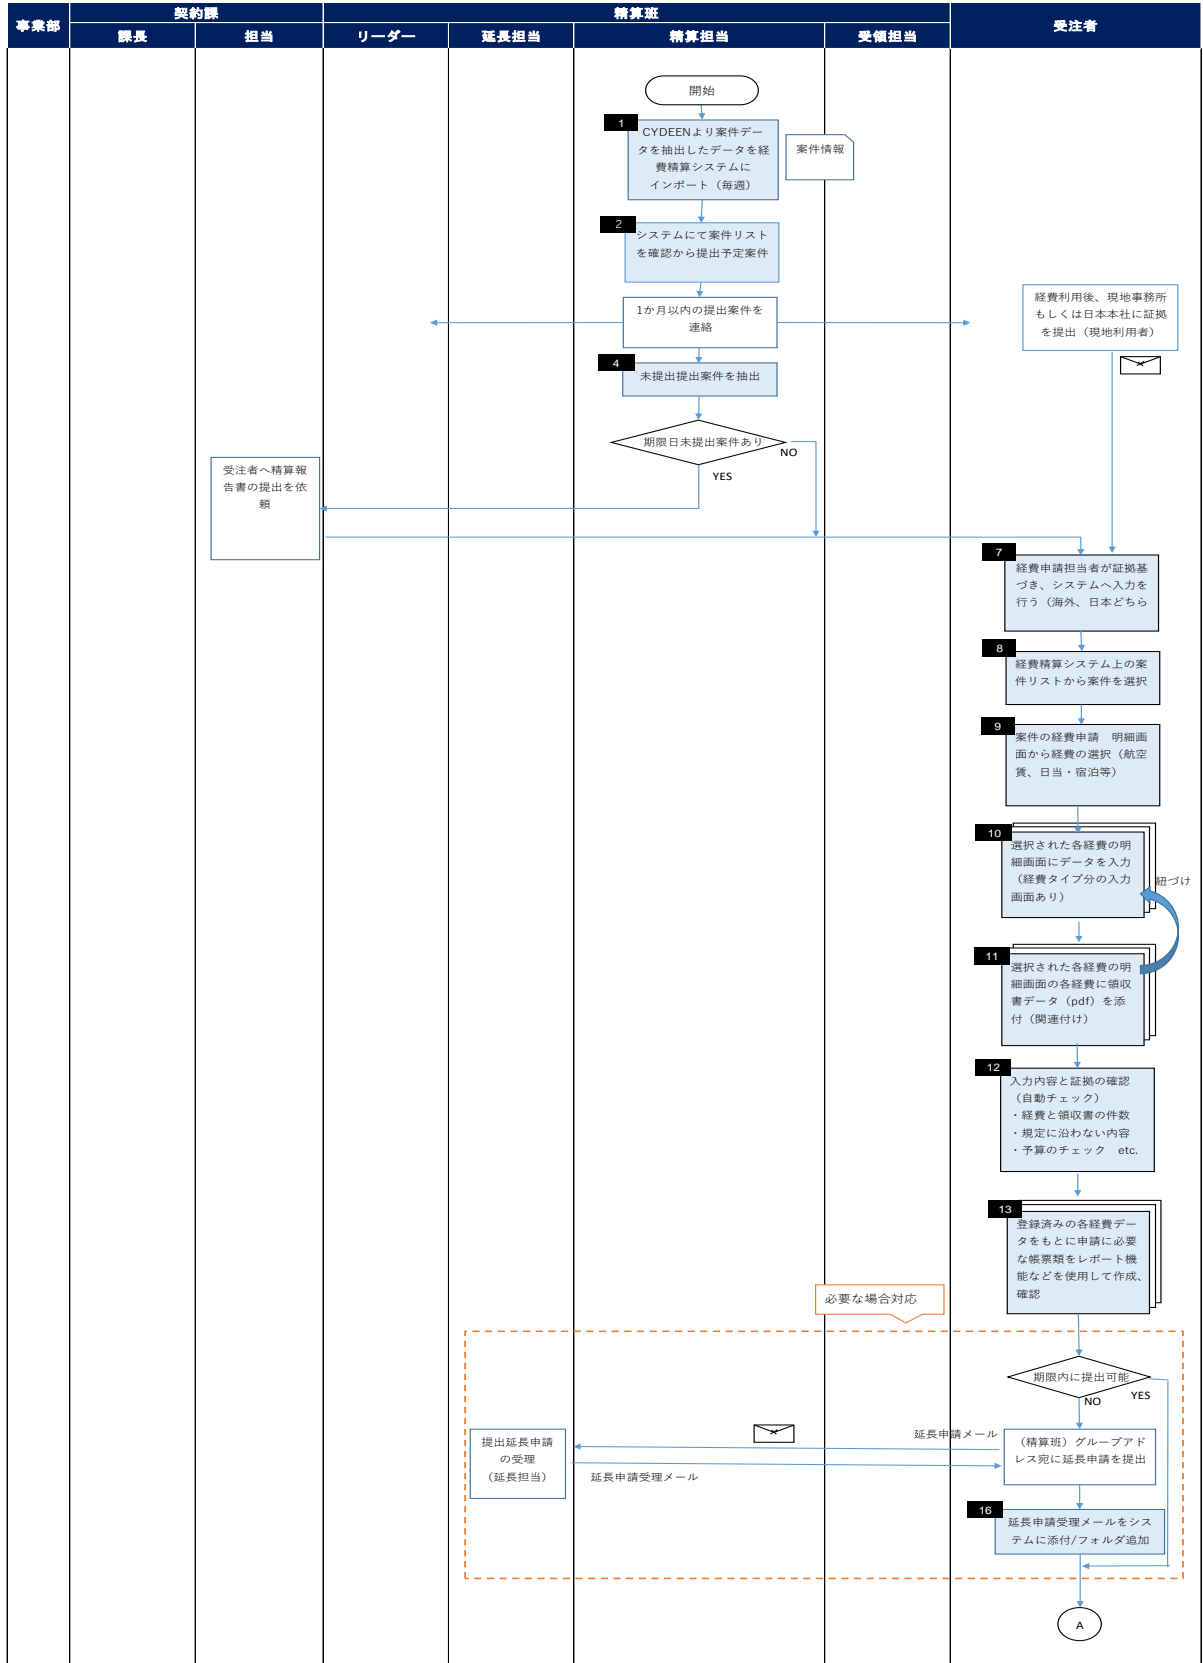 事業部
契約課
精算班
受注者
課長
担当
リーダー
延長担当
精算担当
受領担当
開始
1
CYDEENより案件デー
タを抽出したデータを経
費精算システムに
インポート（毎週）
案件情報
2
システムにて案件リスト
を確認から提出予定案件
1か月以内の提出案件を
連絡
経費利用後、現地事務所
もしくは日本本社に証拠
を提出（現地利用者）
4
未提出提出案件を抽出
期限日未提出案件あり
NO
YES
受注者へ精算報
告書の提出を依
頼
7
経費申請担当者が証拠基
づき、システムへ入力を
行う（海外、日本どちら
8
経費精算システム上の案
件リストから案件を選択
9
案件の経費申請　明細画
面から経費の選択（航空
賃、日当・宿泊等）
10
選択された各経費の明
細画面にデータを入力
（経費タイプ分の入力
画面あり）
紐づけ
11
選択された各経費の明
細画面の各経費に領収
書データ（pdf）を添
付（関連付け）
12
入力内容と証拠の確認
（自動チェック）
・経費と領収書の件数
・規定に沿わない内容
・予算のチェック　etc.
13
登録済みの各経費デー
タをもとに申請に必要
な帳票類をレポート機
能などを使用して作成、
確認
必要な場合対応
期限内に提出可能
YES
NO
提出延長申請
の受理
（延長担当）
延長申請メール
延長申請受理メール
（精算班）グループアド
レス宛に延長申請を提出
16
延長申請受理メールをシス
テムに添付/フォルダ追加
A